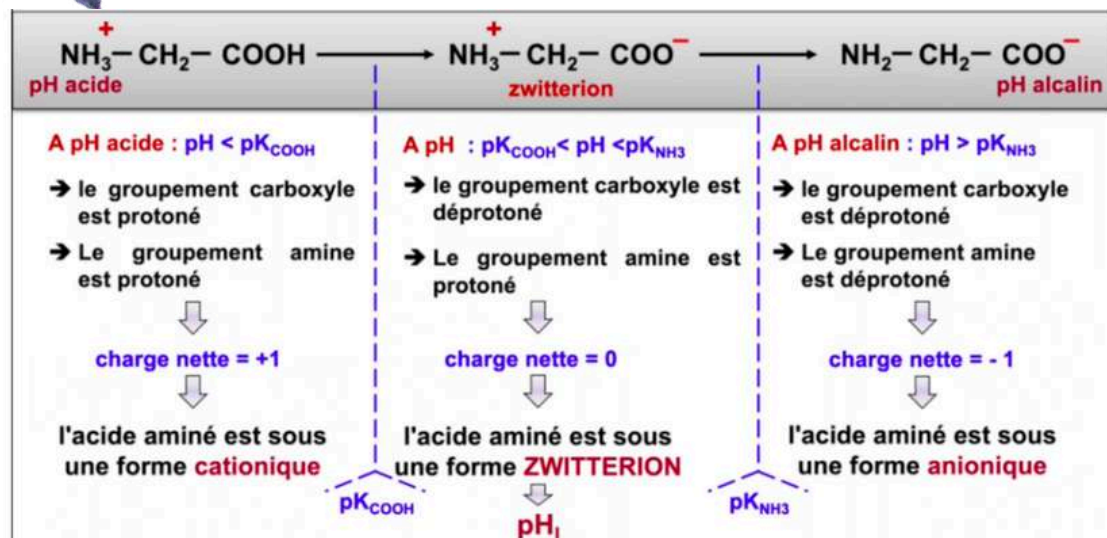 + + − −
NH3−CH2−COOH → NH3−CH2−COO → NH2−CH2−COO
pH acide zwitterion pH alcalin
A pH acide : pH < pKCOOH
➔ le groupement carboxyle
est protoné
➔ Le groupement amine
est protoné
charge nette = +1
l'acide aminé est sous
une forme cationique
pKCOOH
A pH : pKCOOH< pH <pKNH3
➔ le groupement carboxyle est
déprotoné
➔ Le groupement amine est
protoné
charge nette = 0
l'acide aminé est sous
une forme ZWITTERION
pHI
A pH alcalin : pH > pKNH3
➔ le groupement carboxyle
est déprotoné
➔ Le groupement amine
est déprotoné
charge nette = - 1
l'acide aminé est sous
une forme anionique
pKNH3